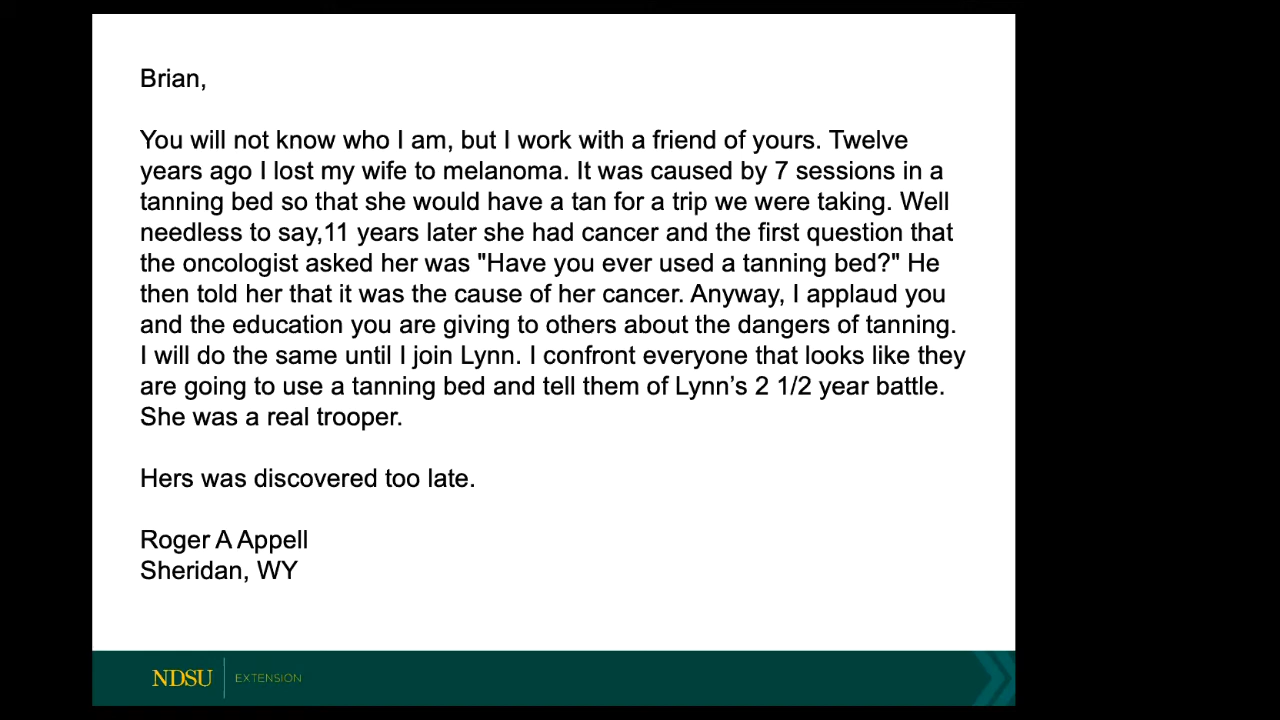 Brian,
You will not know who I am, but I work with a friend of yours. Twelve
years ago I lost my wife to melanoma. It was caused by 7 sessions in a
tanning bed so that she would have a tan for a trip we were taking. Well
needless to say,11 years later she had cancer and the first question that
the oncologist asked her was "Have you ever used a tanning bed?" He
then told her that it was the cause of her cancer. Anyway, I applaud you
and the education you are giving to others about the dangers of tanning.
I will do the same until I join Lynn. I confront everyone that looks like they
are going to use a tanning bed and tell them of Lynn’s 2 1/2 year battle.
She was a real trooper.
Hers was discovered too late.
Roger A Appell
Sheridan, WY
NDSU EXTENSION